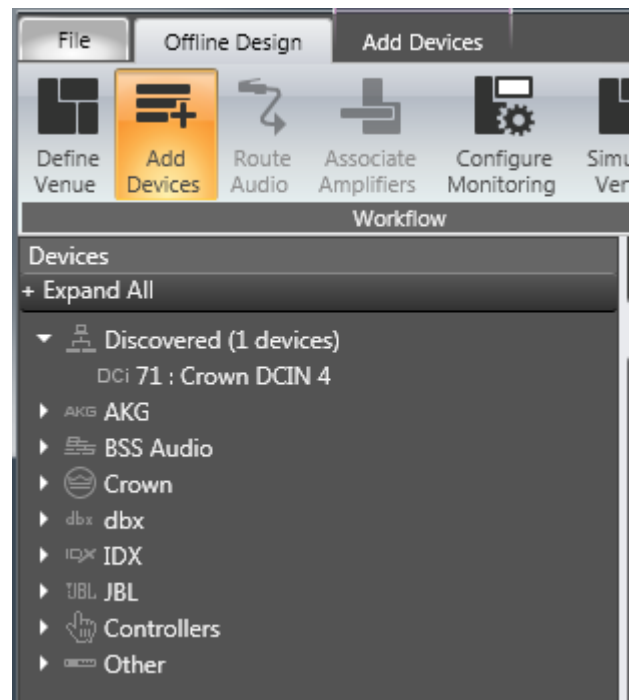 File Offline Design Add Devices
Define Venue Add Devices Route Audio Associate Amplifiers Configure Monitoring
Workflow
Devices
+ Expand All
Discovered (1 devices)
DCi 71 : Crown DCIN 4
AKG AKG
BSS Audio
Crown
dbx dbx
IDX IDX
JBL JBL
Controllers
Other